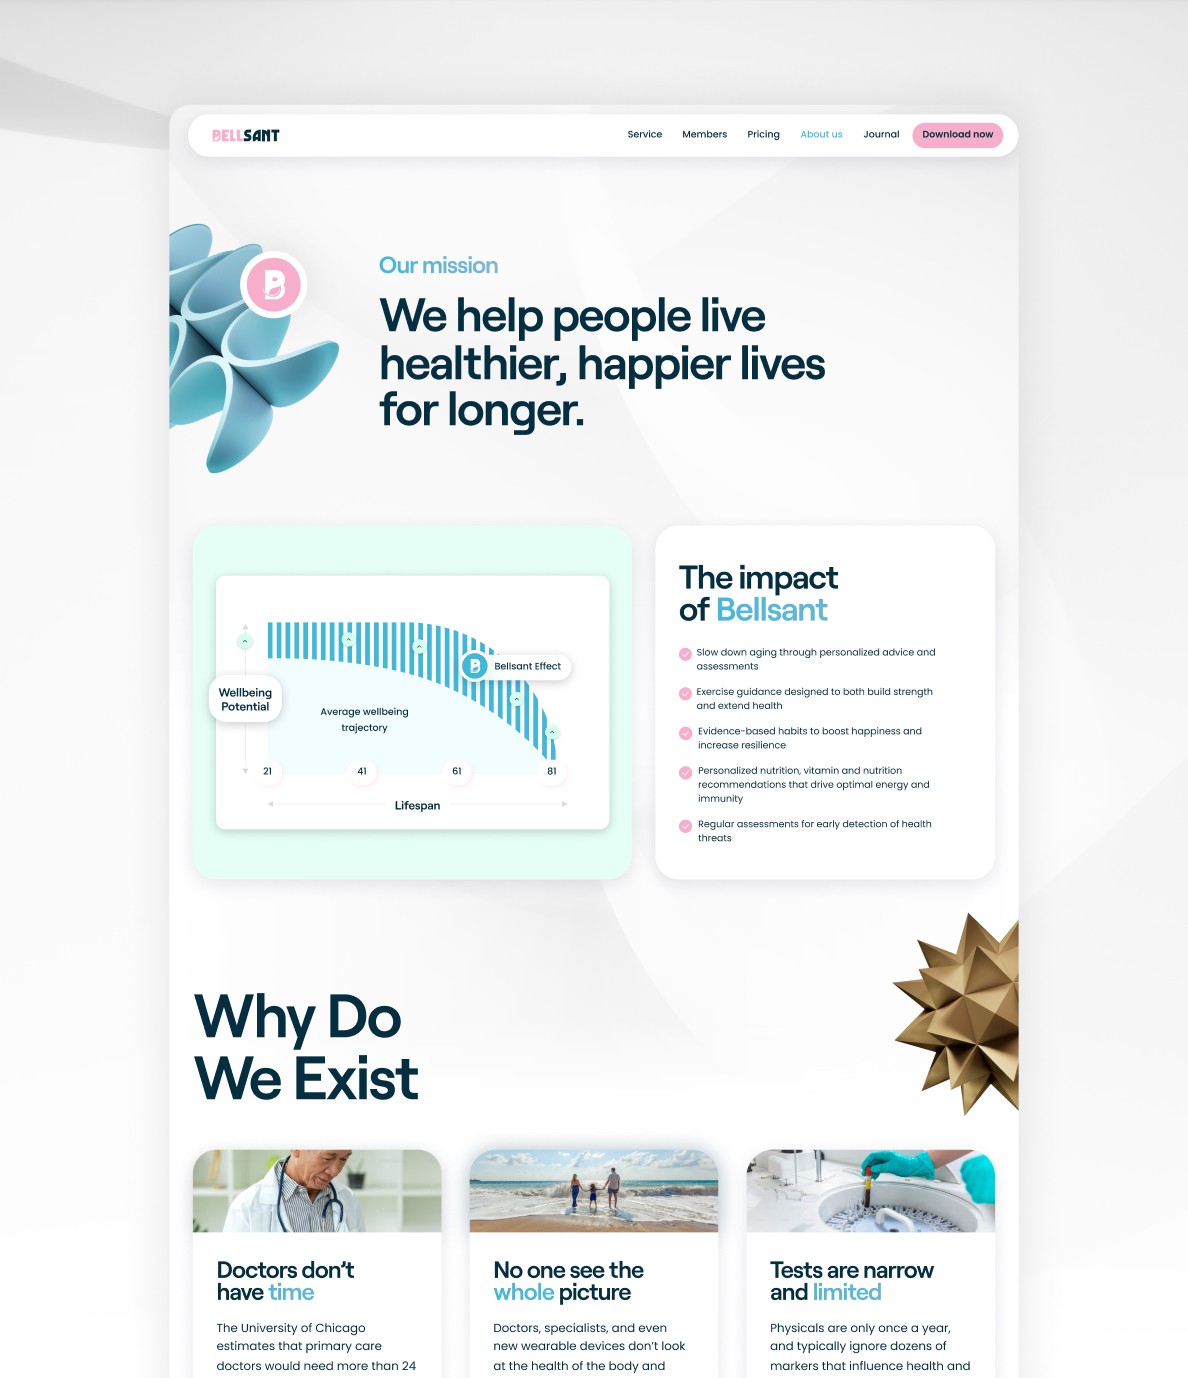 BELLSANT
Service Members Pricing About us Journal Download now
B
Our mission
We help people live
healthier, happier lives
for longer.
B Bellsant Effect
Wellbeing
Potential
Average wellbeing
trajectory
21 41 61 81
Lifespan
The impact
of Bellsant
Slow down aging through personalized advice and
assessments
Exercise guidance designed to both build strength
and extend health
Evidence-based habits to boost happiness and
increase resilience
Personalized nutrition, vitamin and nutrition
recommendations that drive optimal energy and
immunity
Regular assessments for early detection of health
threats
Why Do
We Exist
Doctors don't
have time
The University of Chicago
estimates that primary care
doctors would need more than 24
No one see the
whole picture
Doctors, specialists, and even
new wearable devices don't look
at the health of the body and
Tests are narrow
and limited
Physicals are only once a year,
and typically ignore dozens of
markers that influence health and